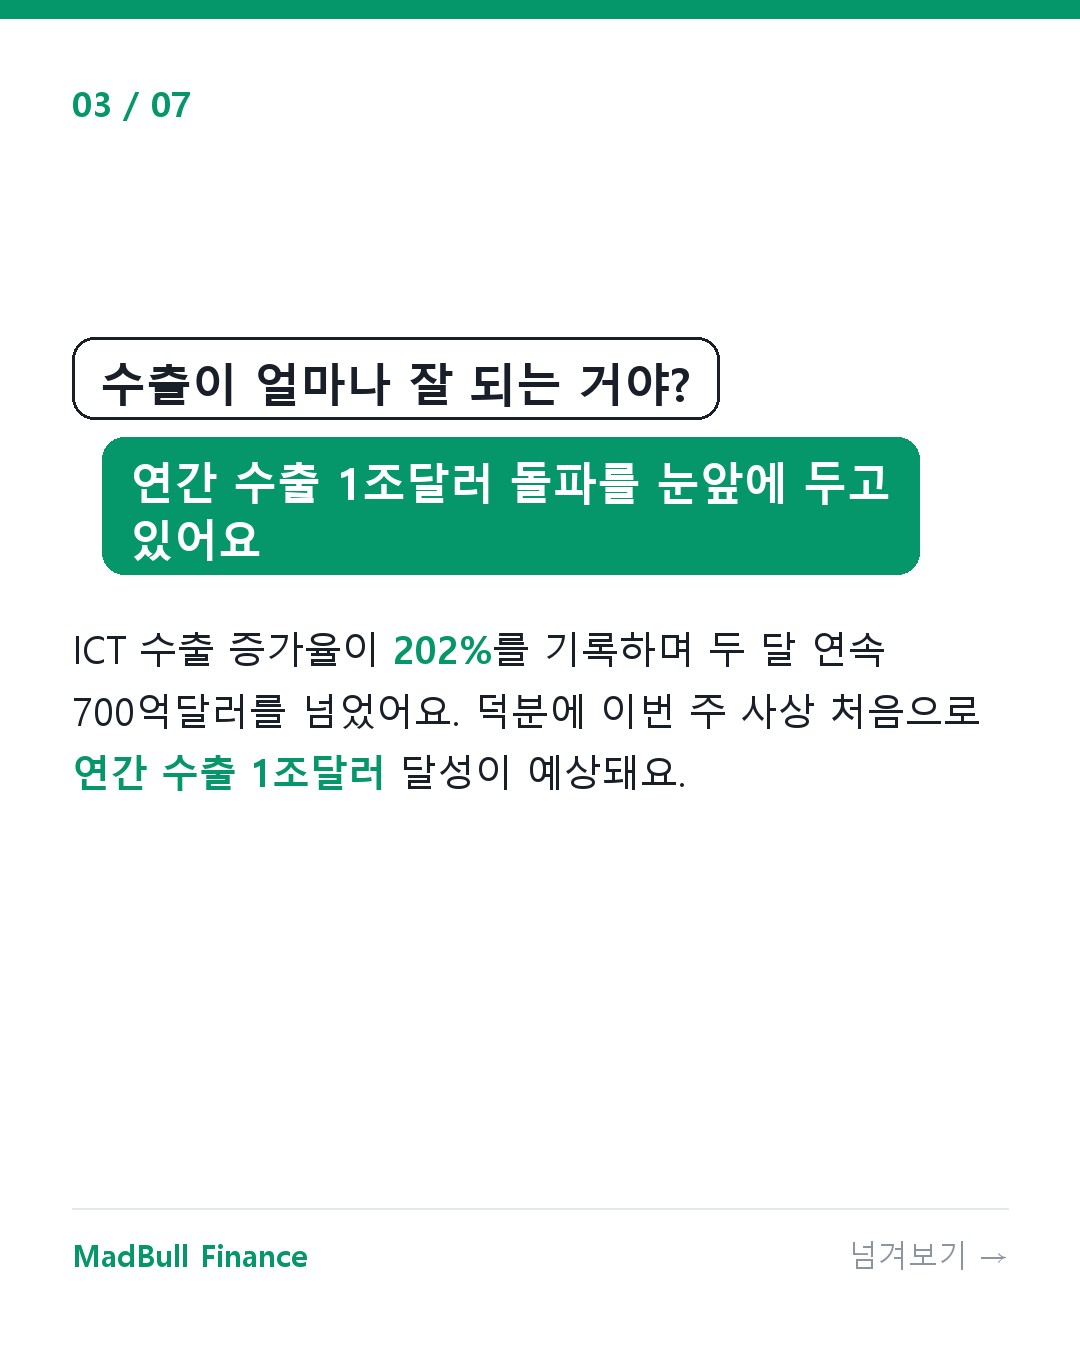 03 / 07
수출이 얼마나 잘 되는 거야?
연간 수출 1조달러 돌파를 눈앞에 두고
있어요
ICT 수출 증가율이 202%를 기록하며 두 달 연속
700억달러를 넘었어요. 덕분에 이번 주 사상 처음으로
연간 수출 1조달러 달성이 예상돼요.
MadBull Finance
넘겨보기 →